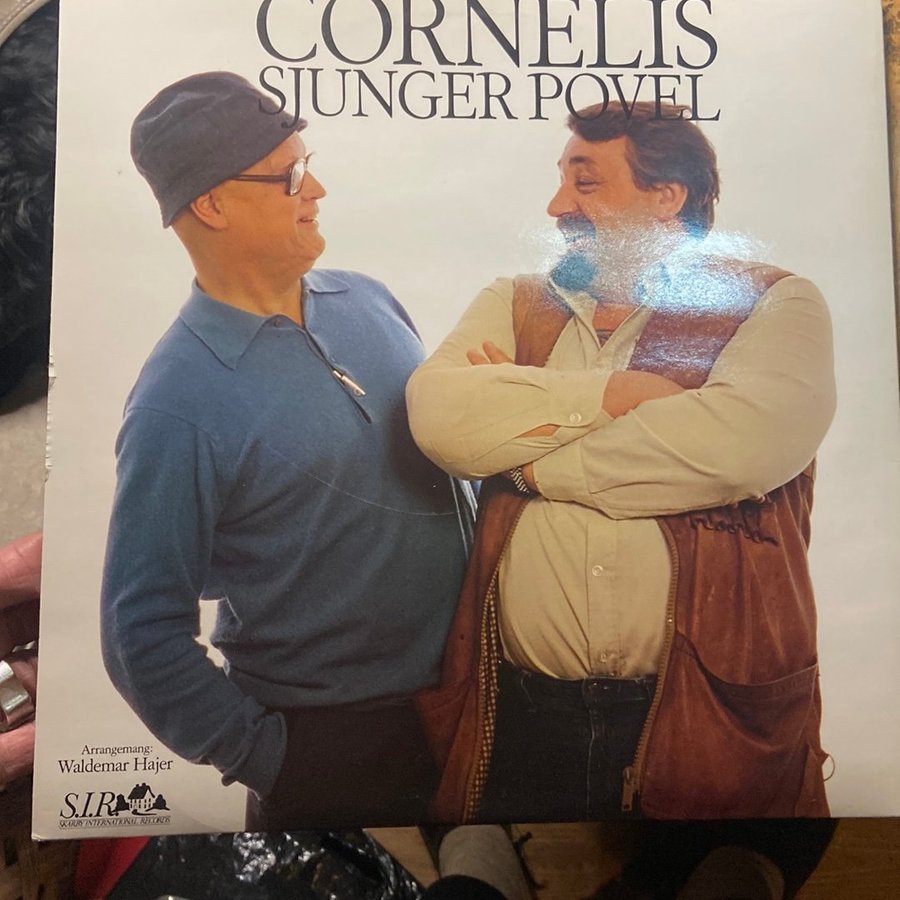 CORNELIS
SJUNGER POVEL
Arrangemang:
Waldemar Hajer
S.I.R
SKARBY INTERNATIONAL RECORDS